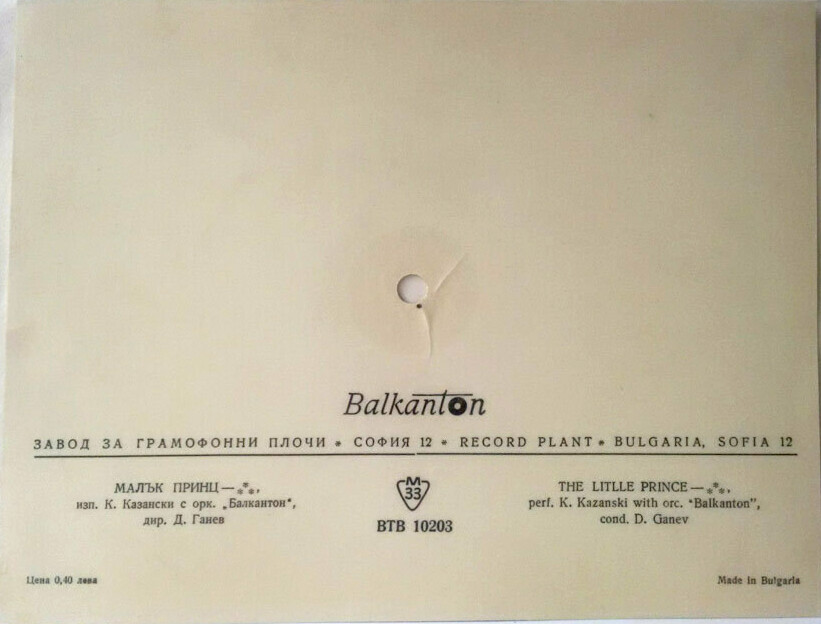 Balkanton
ЗАВОД ЗА ГРАМОФОННИ ПЛОЧИ * СОФИЯ 12 * RECORD PLANT * BULGARIA, SOFIA 12
МАЛЪК ПРИНЦ — ***,
изп. К. Казански с орк. „Балкантон“,
дир. Д. Ганев
М
33
ВТВ 10203
THE LITLLE PRINCE — ***,
perf. K. Kazanski with orc. “Balkanton”,
cond. D. Ganev
Цена 0,40 лева
Made in Bulgaria